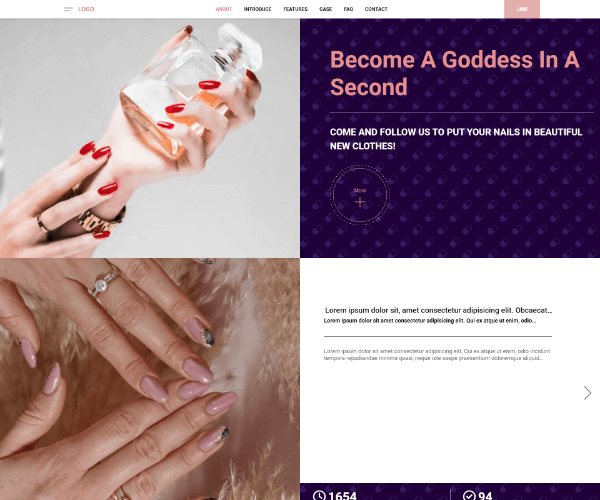 LOGO
ABOUT INTRODUCE FEATURES CASE FAQ CONTACT
LINK
Become A Goddess In A
Second
COME AND FOLLOW US TO PUT YOUR NAILS IN BEAUTIFUL
NEW CLOTHES!
More
Lorem ipsum dolor sit, amet consectetur adipisicing elit. Obcaecat...
Lorem ipsum dolor sit amet consectetur adipisicing elit. Qui ex atque ut enim, odio...
Lorem ipsum dolor sit amet consectetur adipisicing elit. Qui ex atque ut enim, odio incidunt
tempora repudiandae minima quasi, neque iste saepe praesentium doloremque aliquid...
1654
94